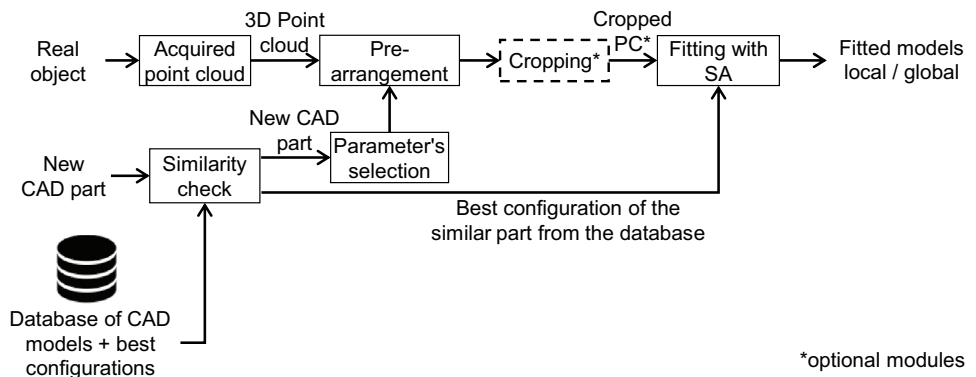 Real
object
Acquired
point cloud
3D Point
cloud
Pre-
arrangement
Cropping*
Cropped
PC*
Fitting with
SA
Fitted models
local / global
New
CAD part
Similarity
check
New CAD
part
Parameter's
selection
Best configuration of the
similar part from the database
Database of CAD
models + best
configurations
*optional modules